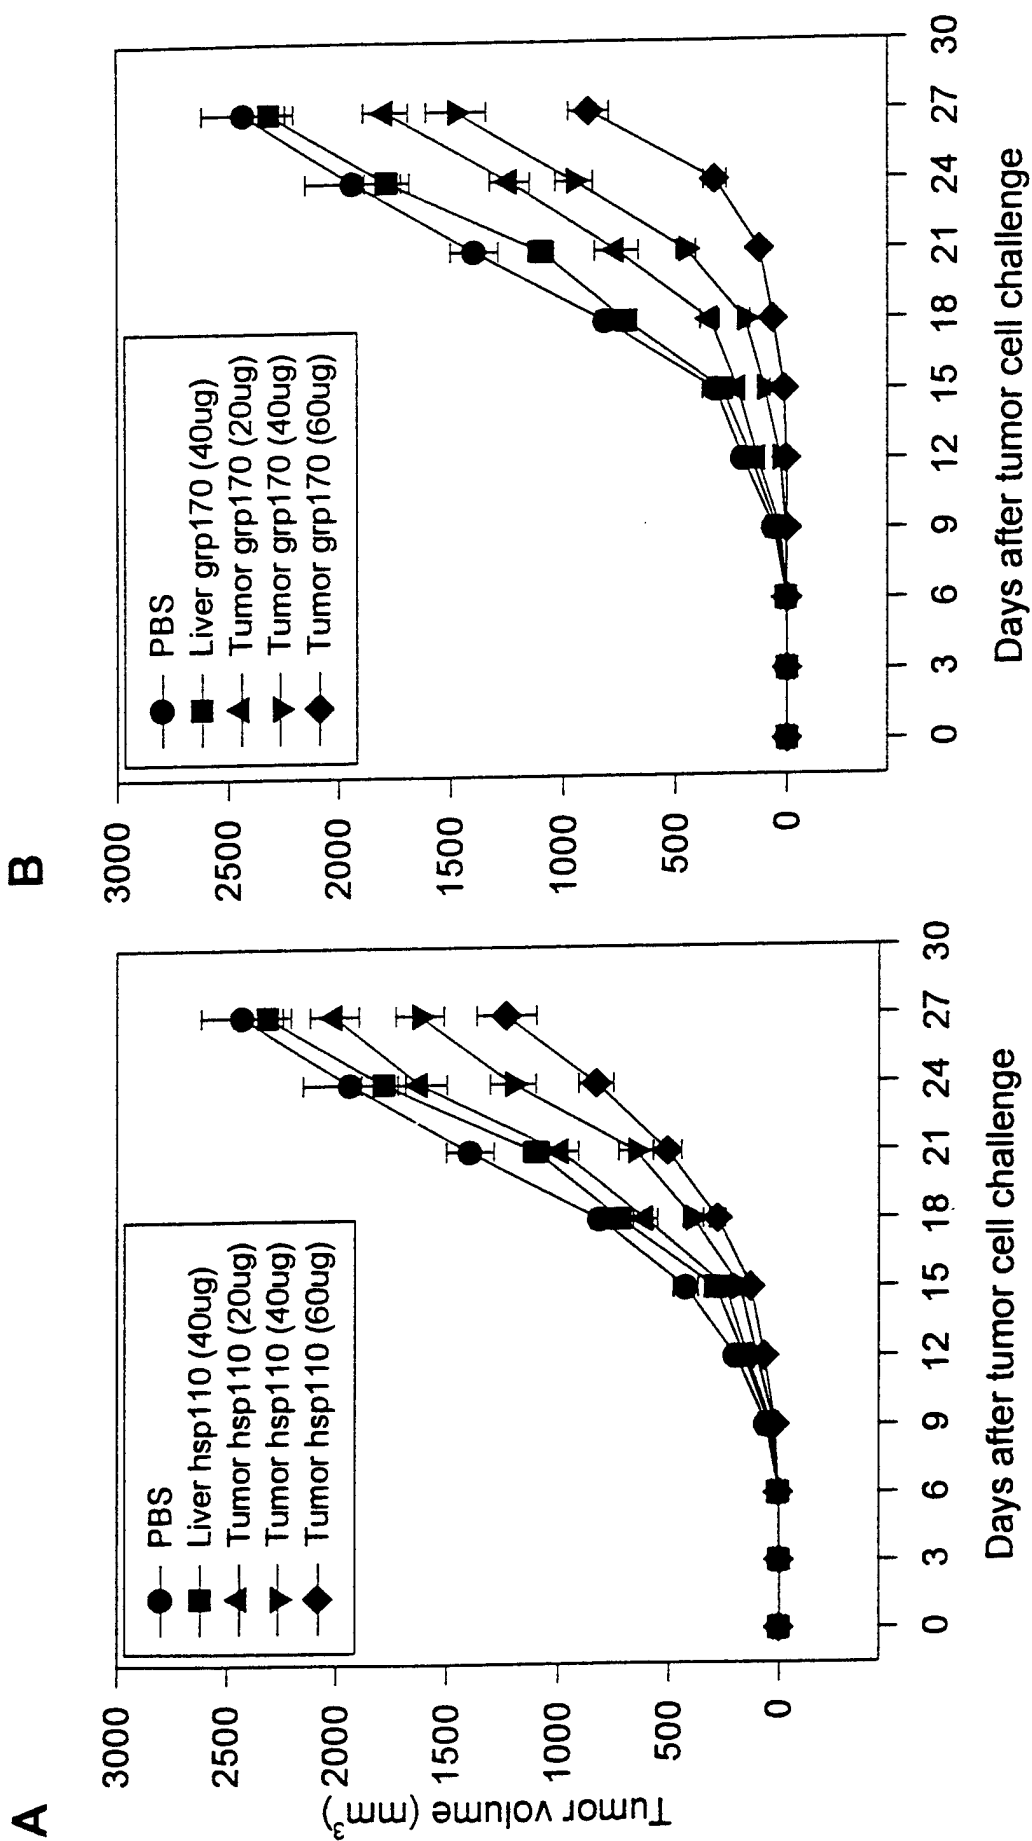 A
Tumor volume (mm³)
3000
2500
2000
1500
1000
500
0
PBS
Liver hsp110 (40ug)
Tumor hsp110 (20ug)
Tumor hsp110 (40ug)
Tumor hsp110 (60ug)
0 3 6 9 12 15 18 21 24 27 30
Days after tumor cell challenge
B
3000
2500
2000
1500
1000
500
0
PBS
Liver grp170 (40ug)
Tumor grp170 (20ug)
Tumor grp170 (40ug)
Tumor grp170 (60ug)
0 3 6 9 12 15 18 21 24 27 30
Days after tumor cell challenge